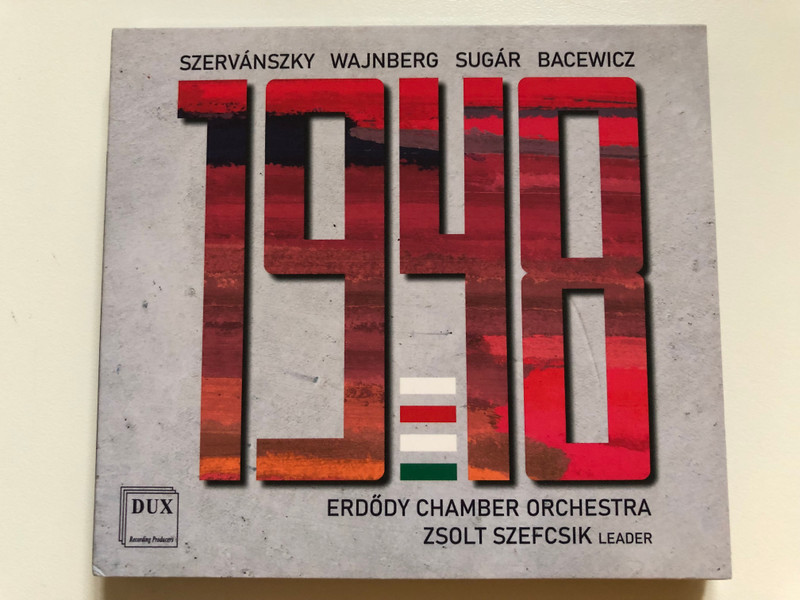 SZERVÁNSZKY WAJNBERG SUGÁR BACEWICZ
1948
ERDŐDY CHAMBER ORCHESTRA
ZSOLT SZEFCSIK LEADER
DUX
Recording Producers